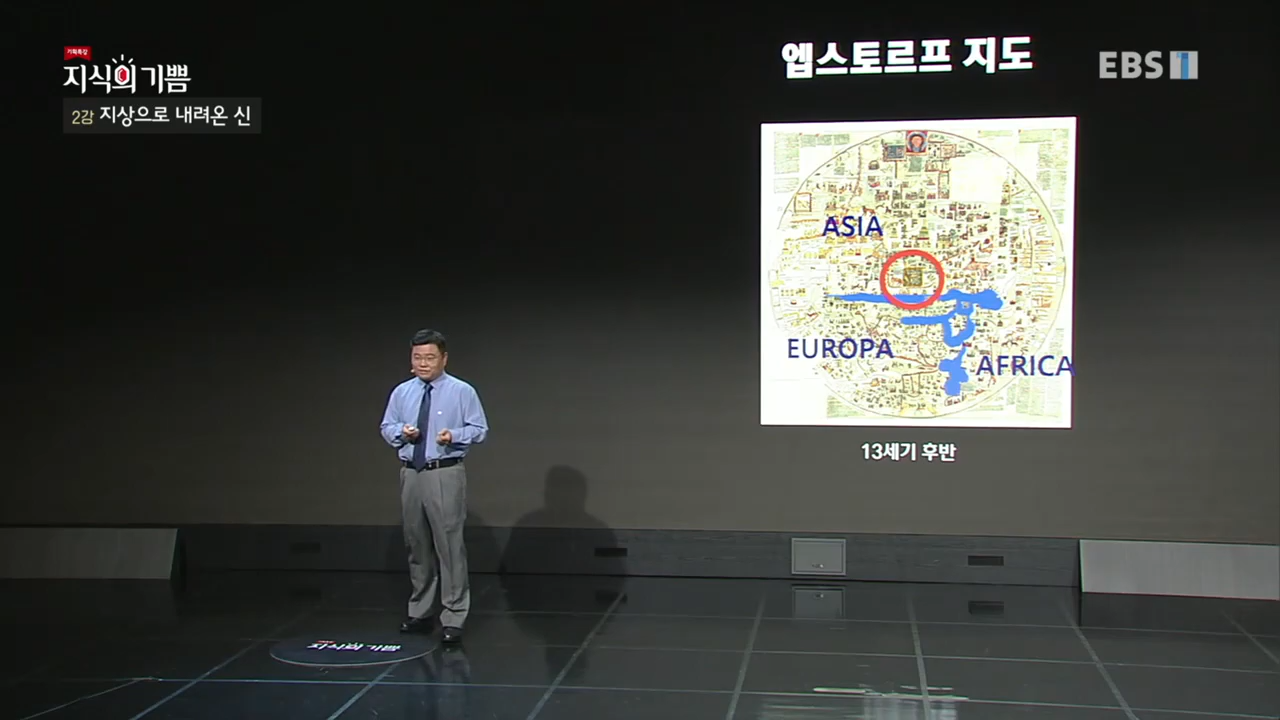 기획특강
지식의 기쁨
2강 지상으로 내려온 신
엡스토르프 지도
EBS 1
ASIA
EUROPA
AFRICA
13세기 후반
지식의 기쁨